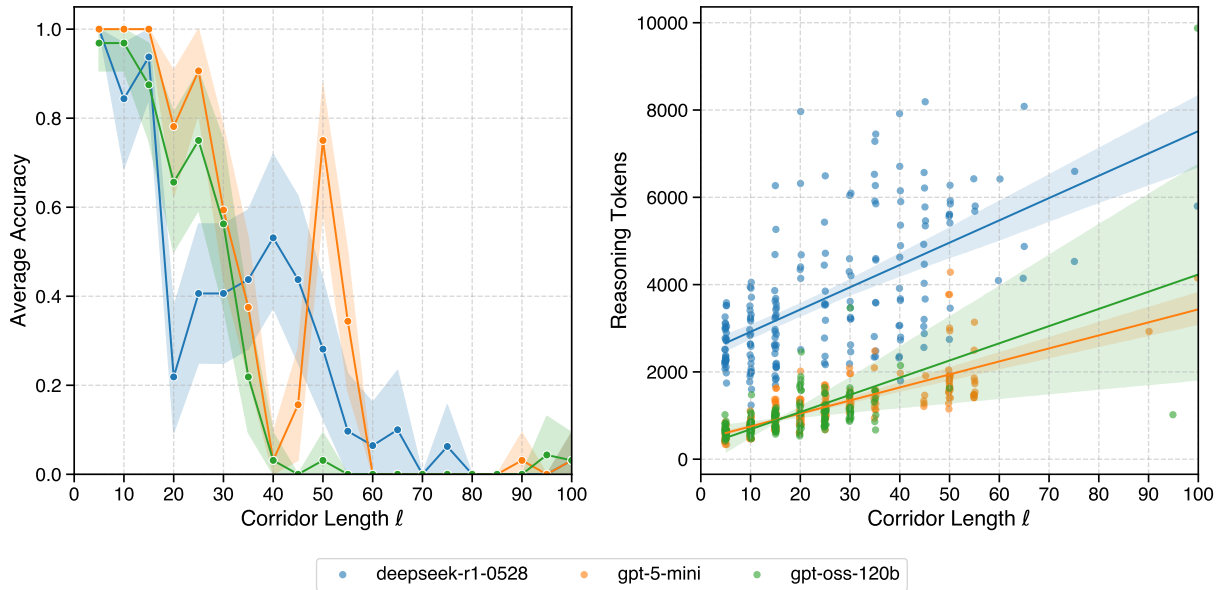 Average Accuracy
1.0
0.8
0.6
0.4
0.2
0.0
0 10 20 30 40 50 60 70 80 90 100
Corridor Length ℓ
Reasoning Tokens
10000
8000
6000
4000
2000
0
0 10 20 30 40 50 60 70 80 90 100
Corridor Length ℓ
deepseek-r1-0528 gpt-5-mini gpt-oss-120b